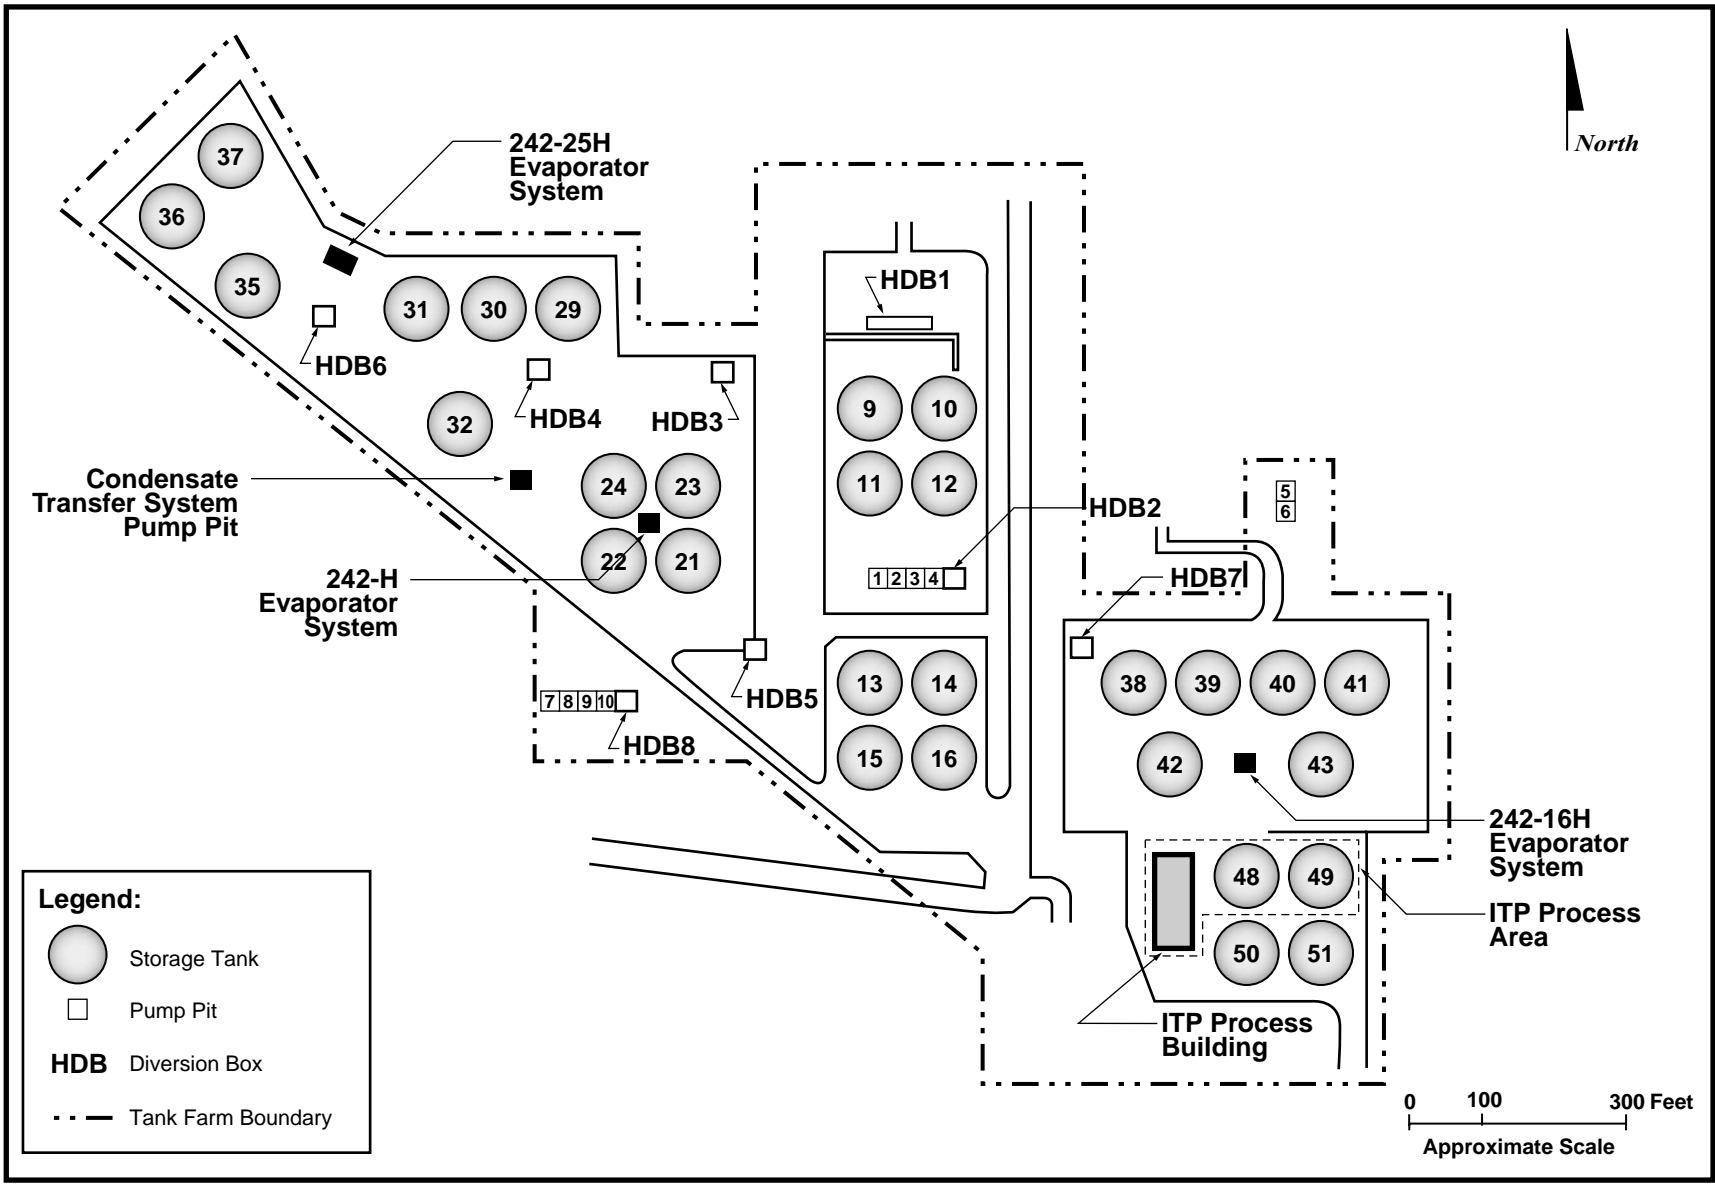 North
242-25H
Evaporator
System
37
36
35
31
30
29
HDB1
HDB6
HDB4
HDB3
32
9
10
11
12
Condensate
Transfer System
Pump Pit
24
23
22
21
HDB2
5
6
242-H
Evaporator
System
1 2 3 4
HDB7
7 8 9 10
HDB5
HDB8
13
14
15
16
38
39
40
41
42
43
242-16H
Evaporator
System
48
49
ITP Process
Area
50
51
ITP Process
Building
Legend:
Storage Tank
Pump Pit
HDB Diversion Box
Tank Farm Boundary
0 100 300 Feet
Approximate Scale